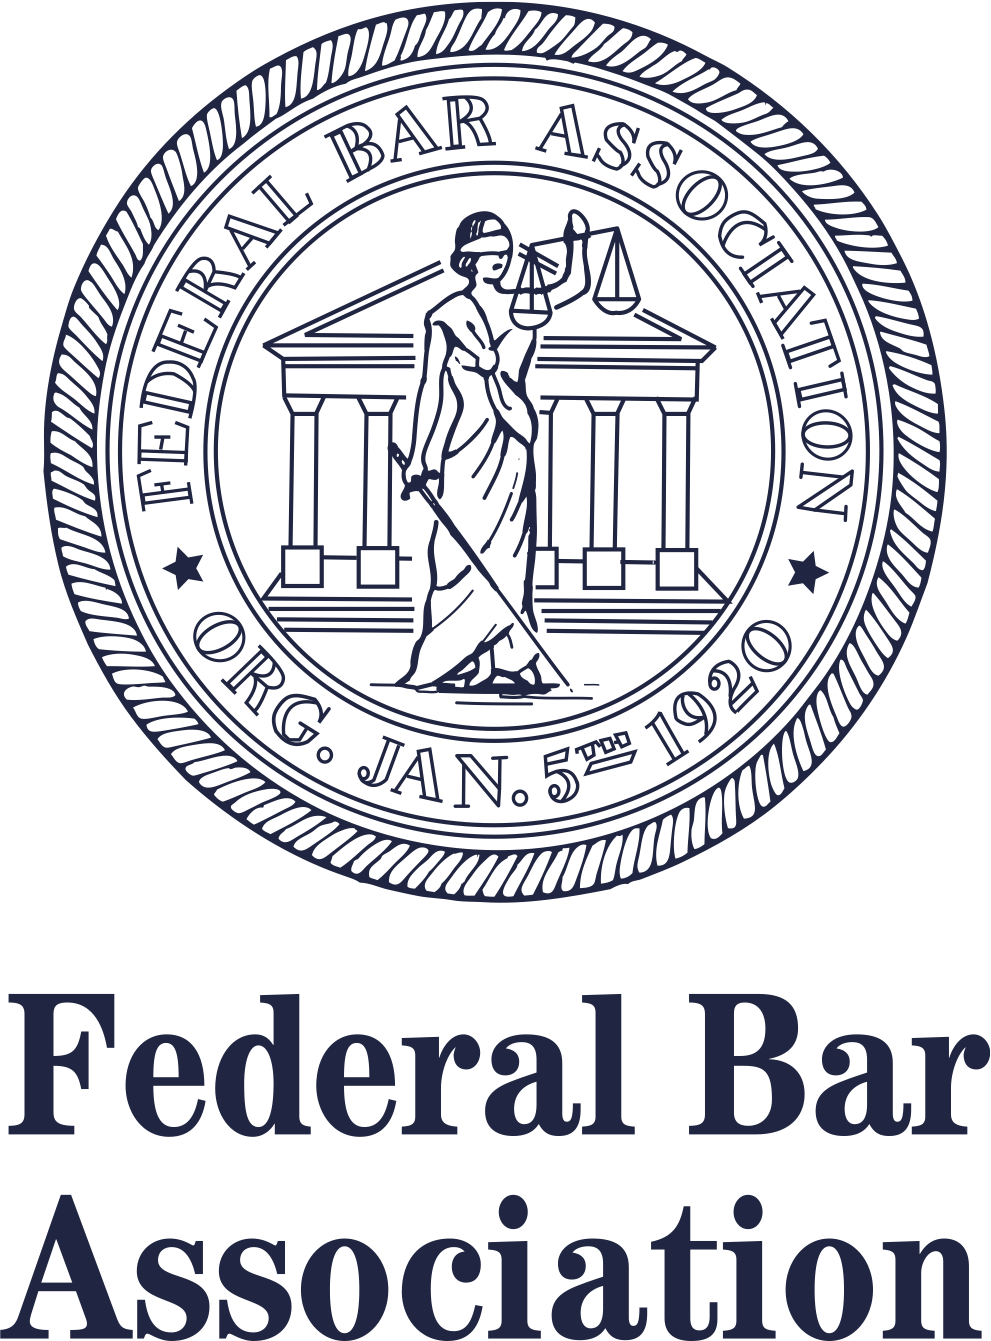 FEDERAL BAR ASSOCIATION
ORG. JAN. 5TH 1920
Federal Bar
Association